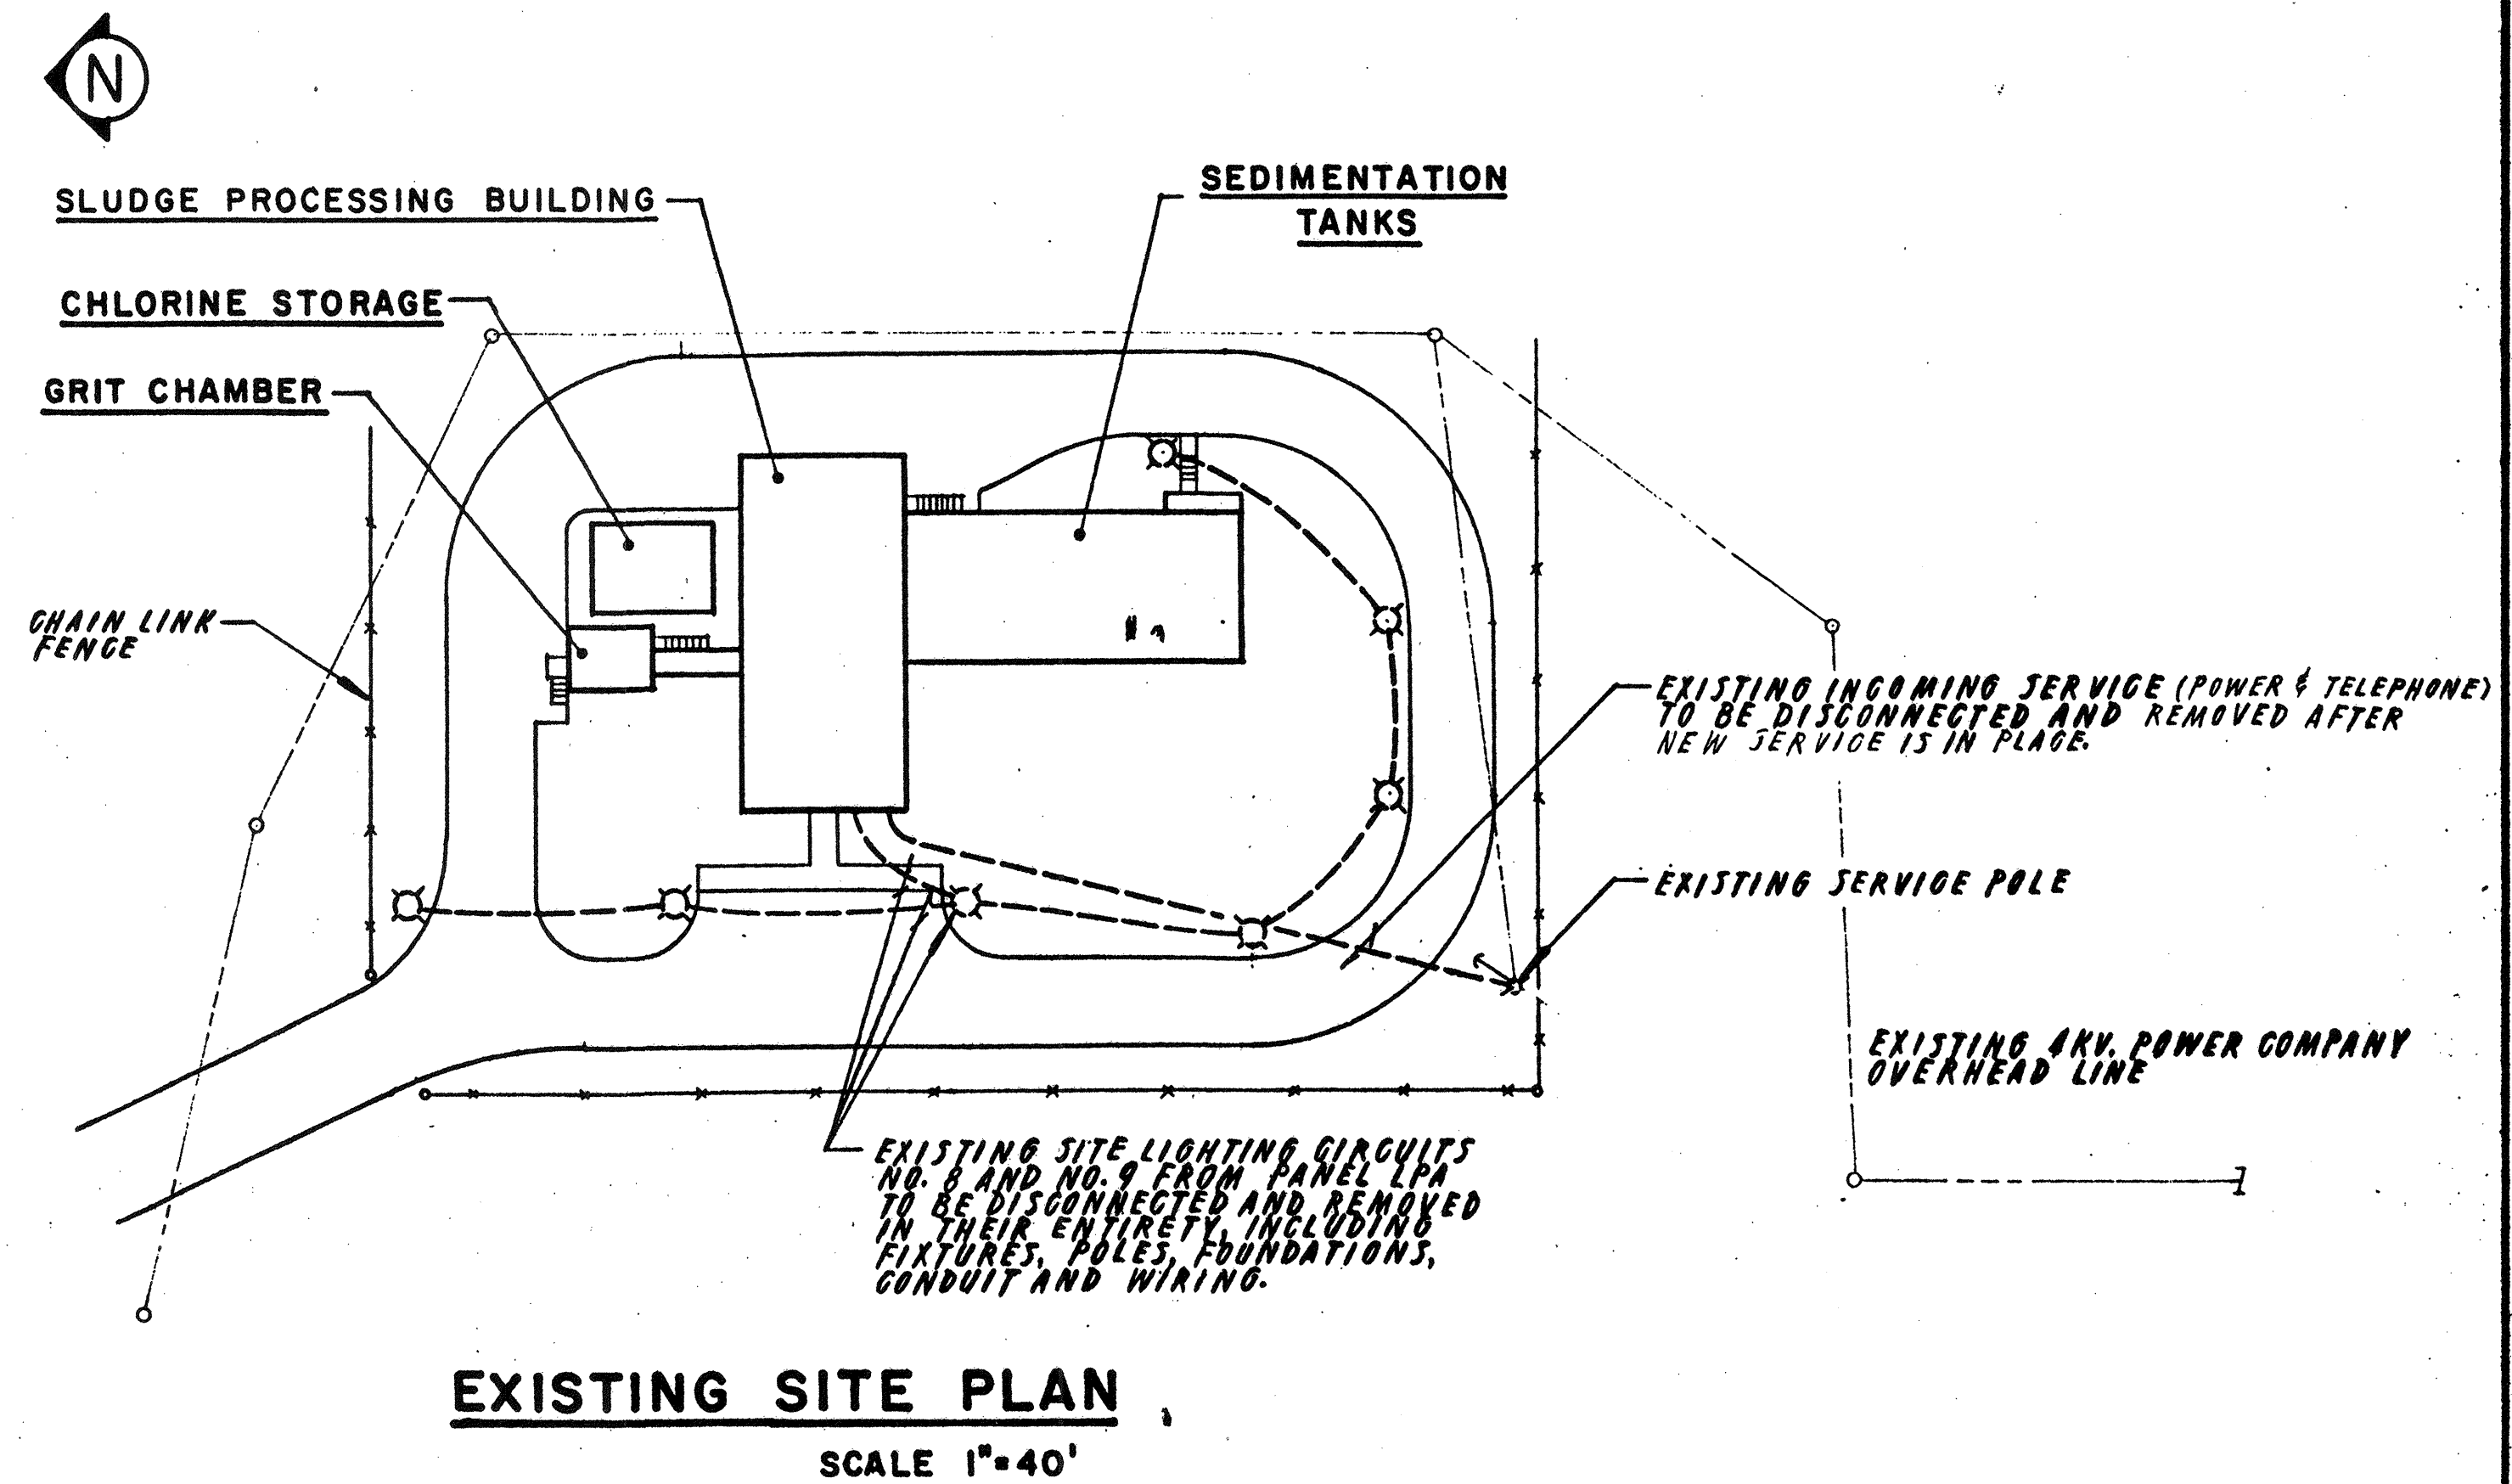 N
SLUDGE PROCESSING BUILDING
SEDIMENTATION
TANKS
CHLORINE STORAGE
GRIT CHAMBER
CHAIN LINK
FENCE
EXISTING INCOMING SERVICE (POWER & TELEPHONE)
TO BE DISCONNECTED AND REMOVED AFTER
NEW SERVICE IS IN PLACE.
EXISTING SERVICE POLE
EXISTING 4KV. POWER COMPANY
OVERHEAD LINE
EXISTING SITE LIGHTING CIRCUITS
NO. 8 AND NO. 9 FROM PANEL LPA
TO BE DISCONNECTED AND REMOVED
IN THEIR ENTIRETY, INCLUDING
FIXTURES, POLES, FOUNDATIONS,
CONDUIT AND WIRING.
EXISTING SITE PLAN
SCALE 1"=40'